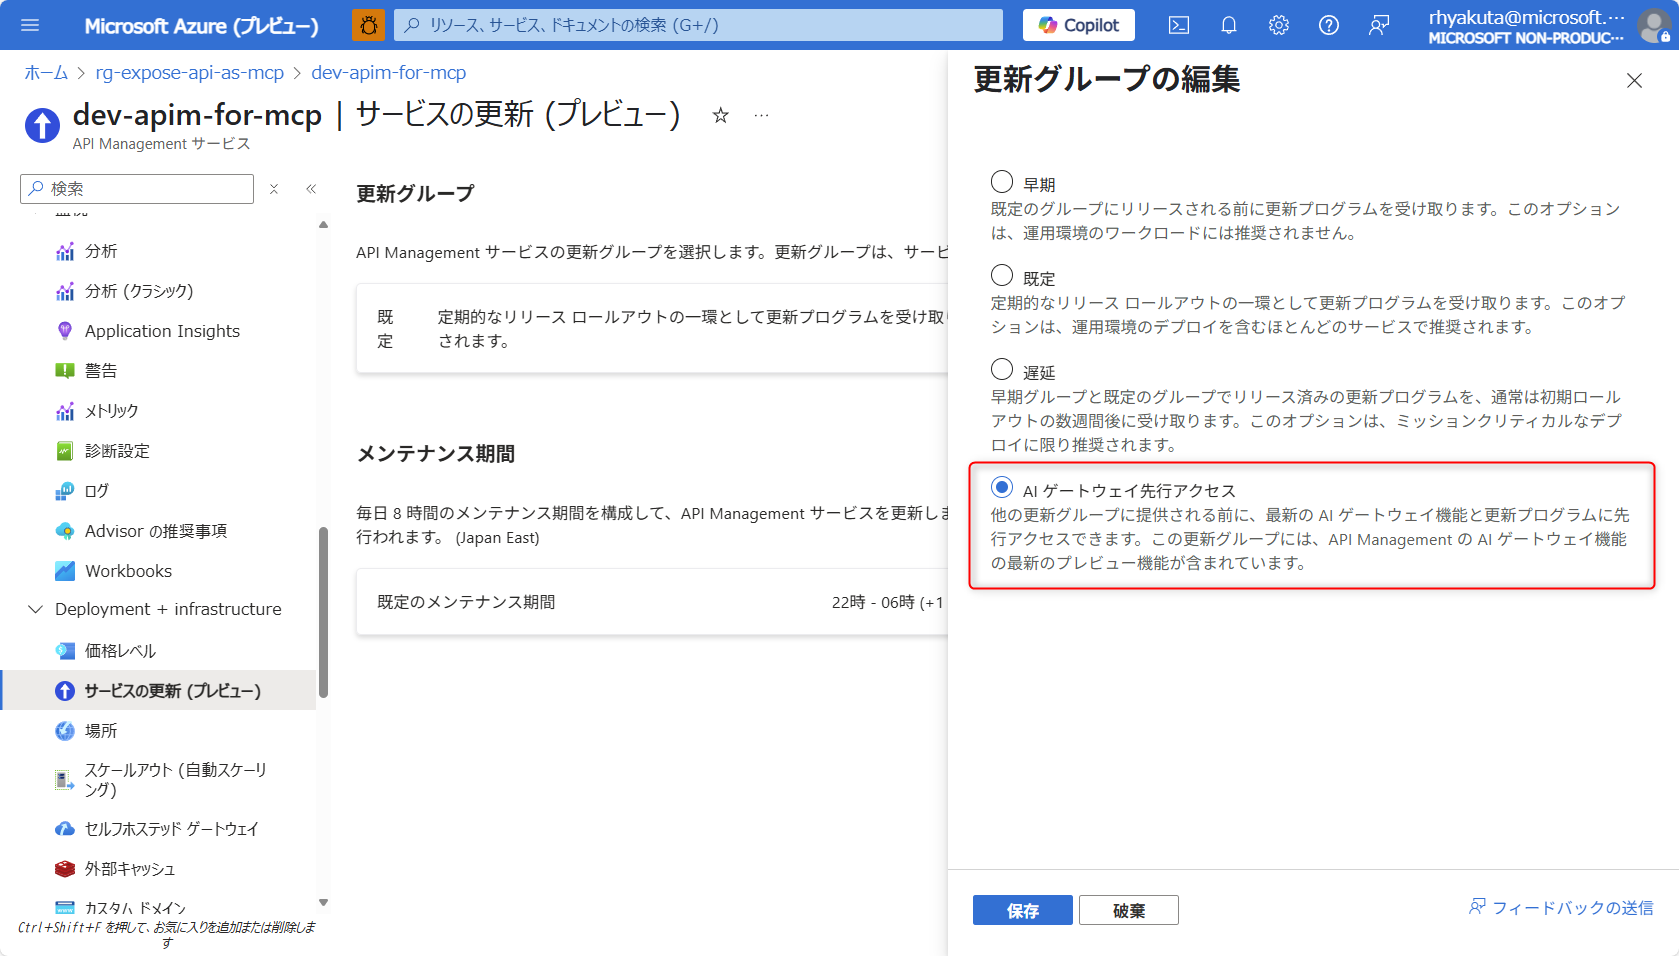 Microsoft Azure (プレビュー)
リソース、サービス、ドキュメントの検索 (G+/)
Copilot
rhyakuta@microsoft.…
MICROSOFT NON-PRODUC…
ホーム > rg-expose-api-as-mcp > dev-apim-for-mcp
dev-apim-for-mcp | サービスの更新 (プレビュー)
API Management サービス
検索
監視
分析
分析 (クラシック)
Application Insights
警告
メトリック
診断設定
ログ
Advisor の推奨事項
Workbooks
Deployment + infrastructure
価格レベル
サービスの更新 (プレビュー)
場所
スケールアウト (自動スケーリ
ング)
セルフホステッド ゲートウェイ
外部キャッシュ
カスタム ドメイン
Ctrl+Shift+F を押して、お気に入りを追加または削除しま
す
更新グループ
API Management サービスの更新グループを選択します。更新グループは、サービ
既
定
定期的なリリース ロールアウトの一環として更新プログラムを受け取
されます。
メンテナンス期間
毎日 8 時間のメンテナンス期間を構成して、API Management サービスを更新しま
行われます。 (Japan East)
既定のメンテナンス期間
22時 - 06時 (+1
更新グループの編集
早期
既定のグループにリリースされる前に更新プログラムを受け取ります。このオプション
は、運用環境のワークロードには推奨されません。
既定
定期的なリリース ロールアウトの一環として更新プログラムを受け取ります。このオプ
ションは、運用環境のデプロイを含むほとんどのサービスで推奨されます。
遅延
早期グループと既定のグループでリリース済みの更新プログラムを、通常は初期ロール
アウトの数週間後に受け取ります。このオプションは、ミッションクリティカルなデプ
ロイに限り推奨されます。
AI ゲートウェイ先行アクセス
他の更新グループに提供される前に、最新の AI ゲートウェイ機能と更新プログラムに先
行アクセスできます。この更新グループには、API Management の AI ゲートウェイ機能
の最新のプレビュー機能が含まれています。
保存
破棄
フィードバックの送信